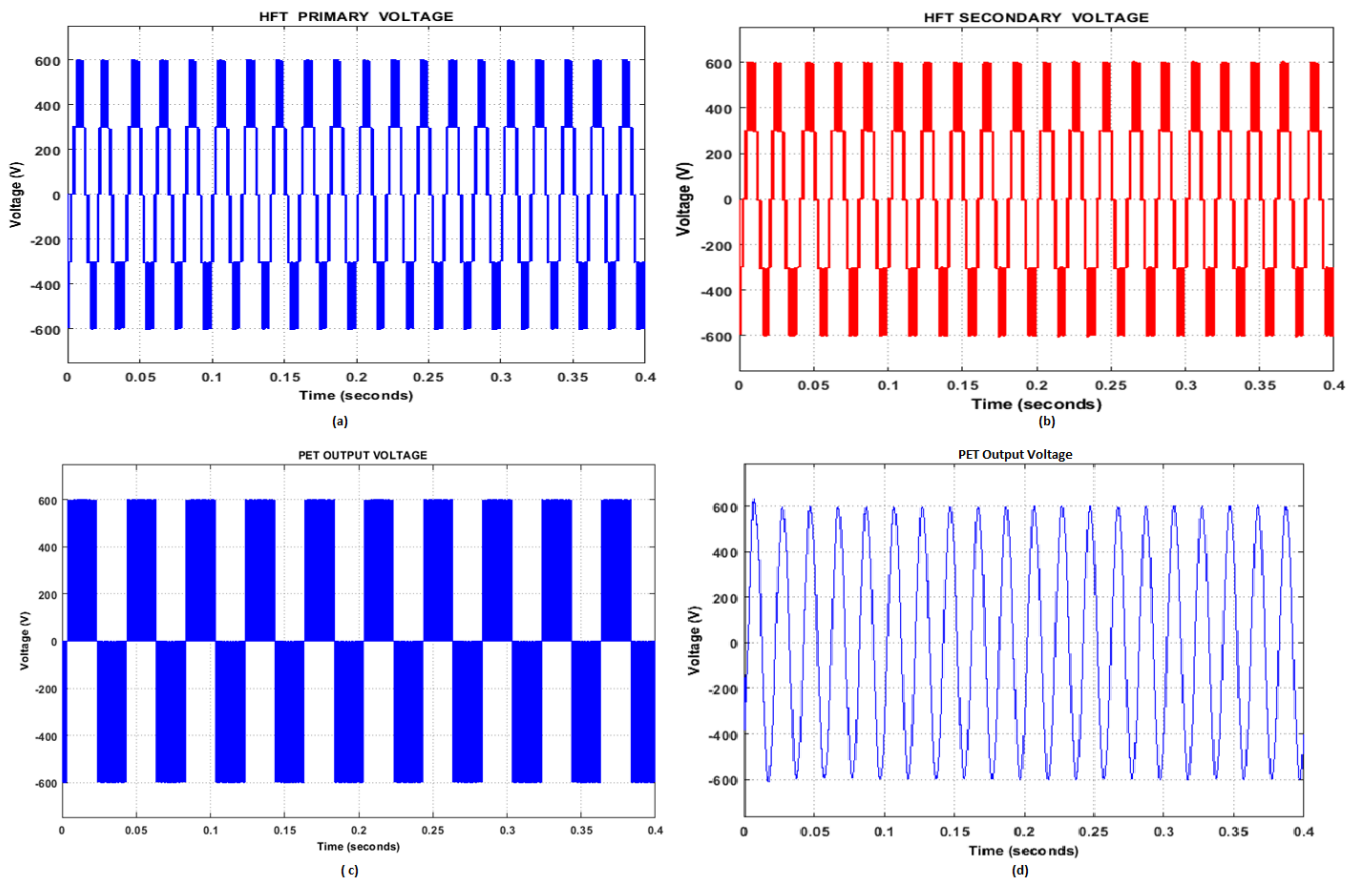 HFT PRIMARY VOLTAGE
Voltage (V)
600
400
200
0
-200
-400
-600
0 0.05 0.1 0.15 0.2 0.25 0.3 0.35 0.4
Time (seconds)
(a)
HFT SECONDARY VOLTAGE
Voltage (V)
600
400
200
0
-200
-400
-600
0 0.05 0.1 0.15 0.2 0.25 0.3 0.35 0.4
Time (seconds)
(b)
PET OUTPUT VOLTAGE
Voltage (V)
600
400
200
0
-200
-400
-600
0 0.05 0.1 0.15 0.2 0.25 0.3 0.35 0.4
Time (seconds)
( c)
PET Output Voltage
Voltage (V)
600
400
200
0
-200
-400
-600
0 0.05 0.1 0.15 0.2 0.25 0.3 0.35 0.4
Time (seconds)
(d)